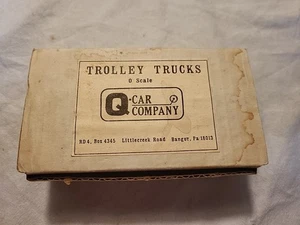 TROLLEY TRUCKS
O Scale
Q-CAR
COMPANY
RD 4, Box 4345 Littlecreek Road Bangor, Pa 18013